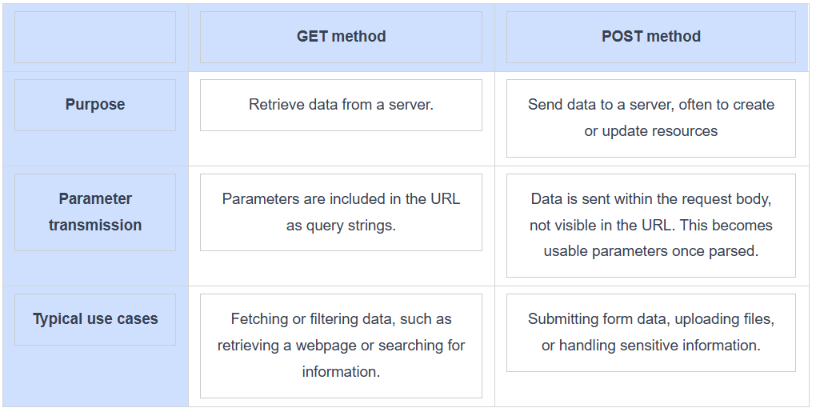 GET method
POST method
Purpose
Retrieve data from a server.
Send data to a server, often to create
or update resources
Parameter
transmission
Parameters are included in the URL
as query strings.
Data is sent within the request body,
not visible in the URL. This becomes
usable parameters once parsed.
Typical use cases
Fetching or filtering data, such as
retrieving a webpage or searching for
information.
Submitting form data, uploading files,
or handling sensitive information.